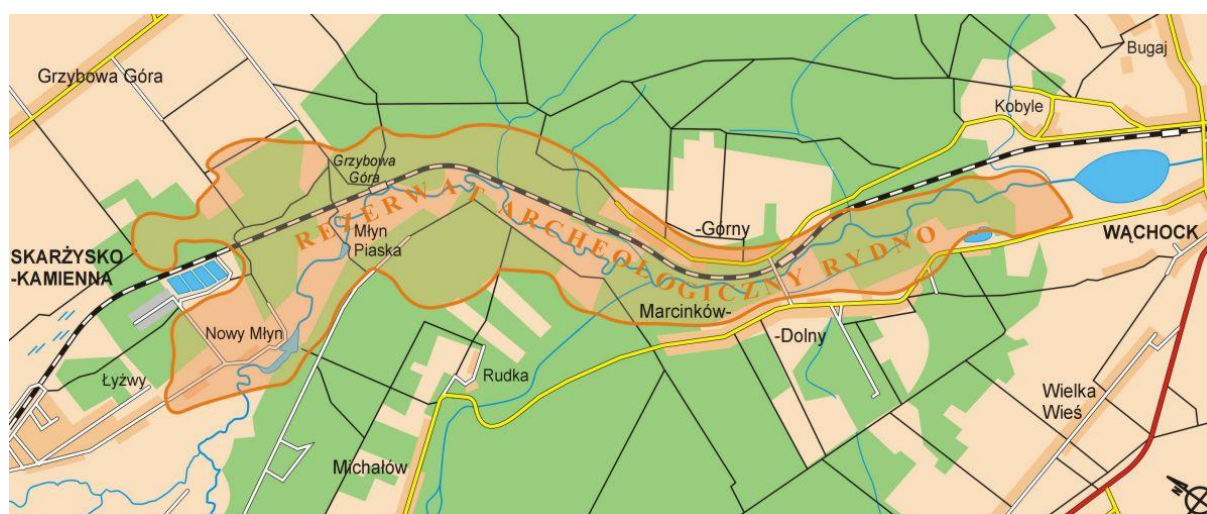 Bugaj
Grzybowa Góra
Kobyle
Grzybowa
Góra
REZERWAT ARCHEOLOGICZNY RYDNO
Młyn
Piaska
-Górny
WĄCHOCK
SKARŻYSKO
-KAMIENNA
Marcinków-
Nowy Młyn
-Dolny
Łyżwy
Rudka
Wielka
Wieś
Michałów
N